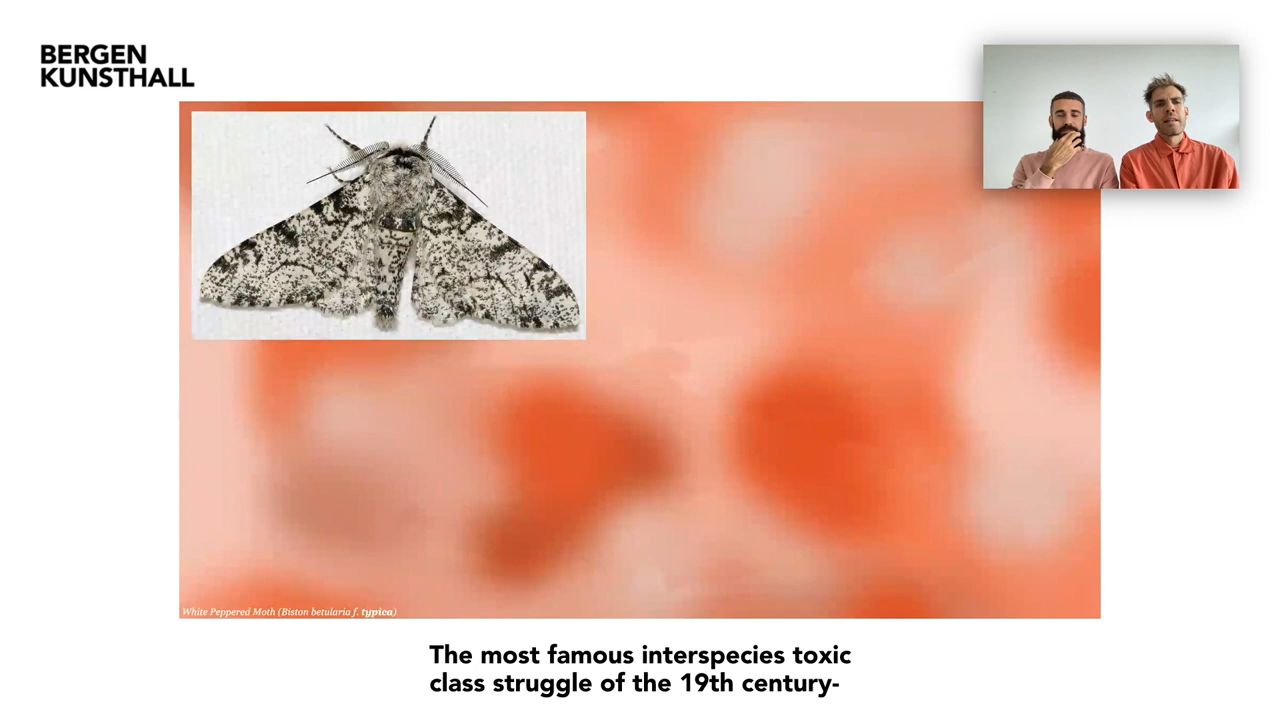 BERGEN
KUNSTHALL
White Peppered Moth (Biston betularia f. typica)
The most famous interspecies toxic
class struggle of the 19th century-